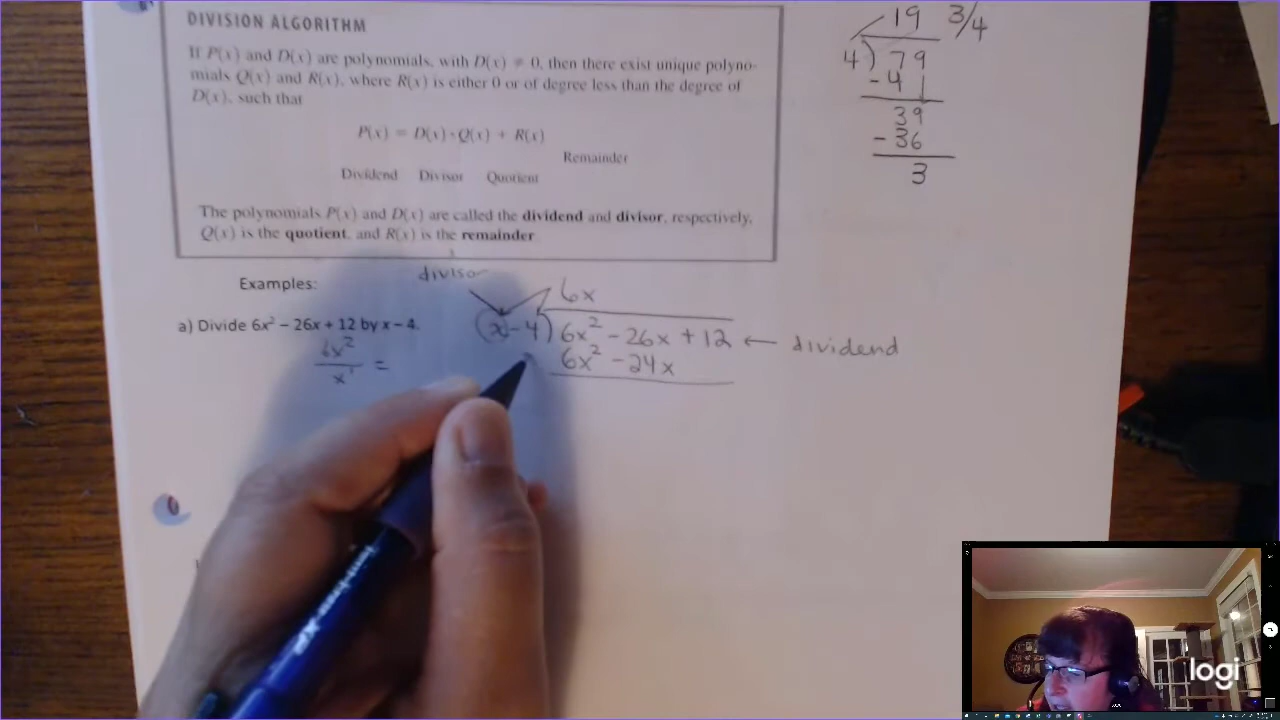 DIVISION ALGORITHM
If P(x) and D(x) are polynomials, with D(x) ≠ 0, then there exist unique polyno-
mials Q(x) and R(x), where R(x) is either 0 or of degree less than the degree of
D(x), such that
P(x) = D(x) · Q(x) + R(x)
Remainder
Dividend Divisor Quotient
The polynomials P(x) and D(x) are called the dividend and divisor, respectively,
Q(x) is the quotient, and R(x) is the remainder
19 3/4
4) 79
-4
39
-36
3
Examples:
divisor
6x
a) Divide 6x² – 26x + 12 by x – 4.
(x-4) 6x² - 26x + 12 ← dividend
6x² - 24x
6x²/x¹ =
logi